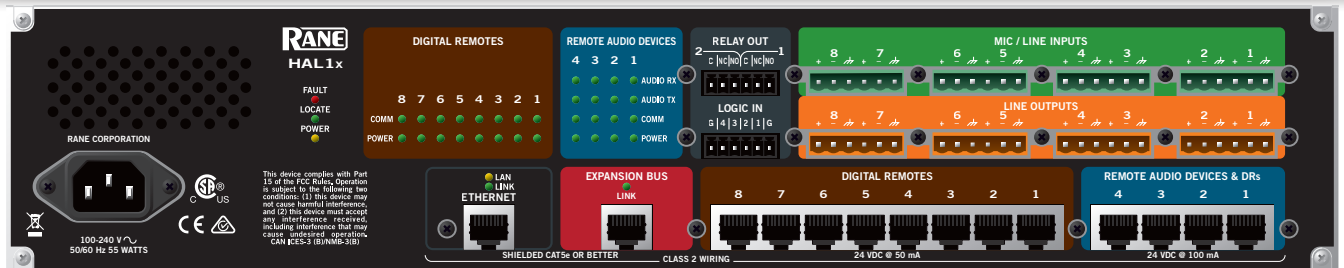 RANE
HAL1x
FAULT
LOCATE
POWER
RANE CORPORATION
100-240 V
50/60 Hz 55 WATTS
C US
CE
This device complies with Part
15 of the FCC Rules. Operation
is subject to the following two
conditions: (1) this device may
not cause harmful interference,
and (2) this device must accept
any interference received,
including interference that may
cause undesired operation.
CAN ICES-3 (B)/NMB-3(B)
DIGITAL REMOTES
8 7 6 5 4 3 2 1
COMM
POWER
REMOTE AUDIO DEVICES
4 3 2 1
AUDIO RX
AUDIO TX
COMM
POWER
RELAY OUT
2 1
C NC NO C NC NO
LOGIC IN
G 4 3 2 1 G
MIC / LINE INPUTS
8 7 6 5 4 3 2 1
+ - + - + - + - + - + - + - + -
LINE OUTPUTS
8 7 6 5 4 3 2 1
+ - + - + - + - + - + - + - + -
LAN
LINK
ETHERNET
EXPANSION BUS
LINK
DIGITAL REMOTES
8 7 6 5 4 3 2 1
REMOTE AUDIO DEVICES & DRs
4 3 2 1
SHIELDED CAT5e OR BETTER
CLASS 2 WIRING
24 VDC @ 50 mA
24 VDC @ 100 mA